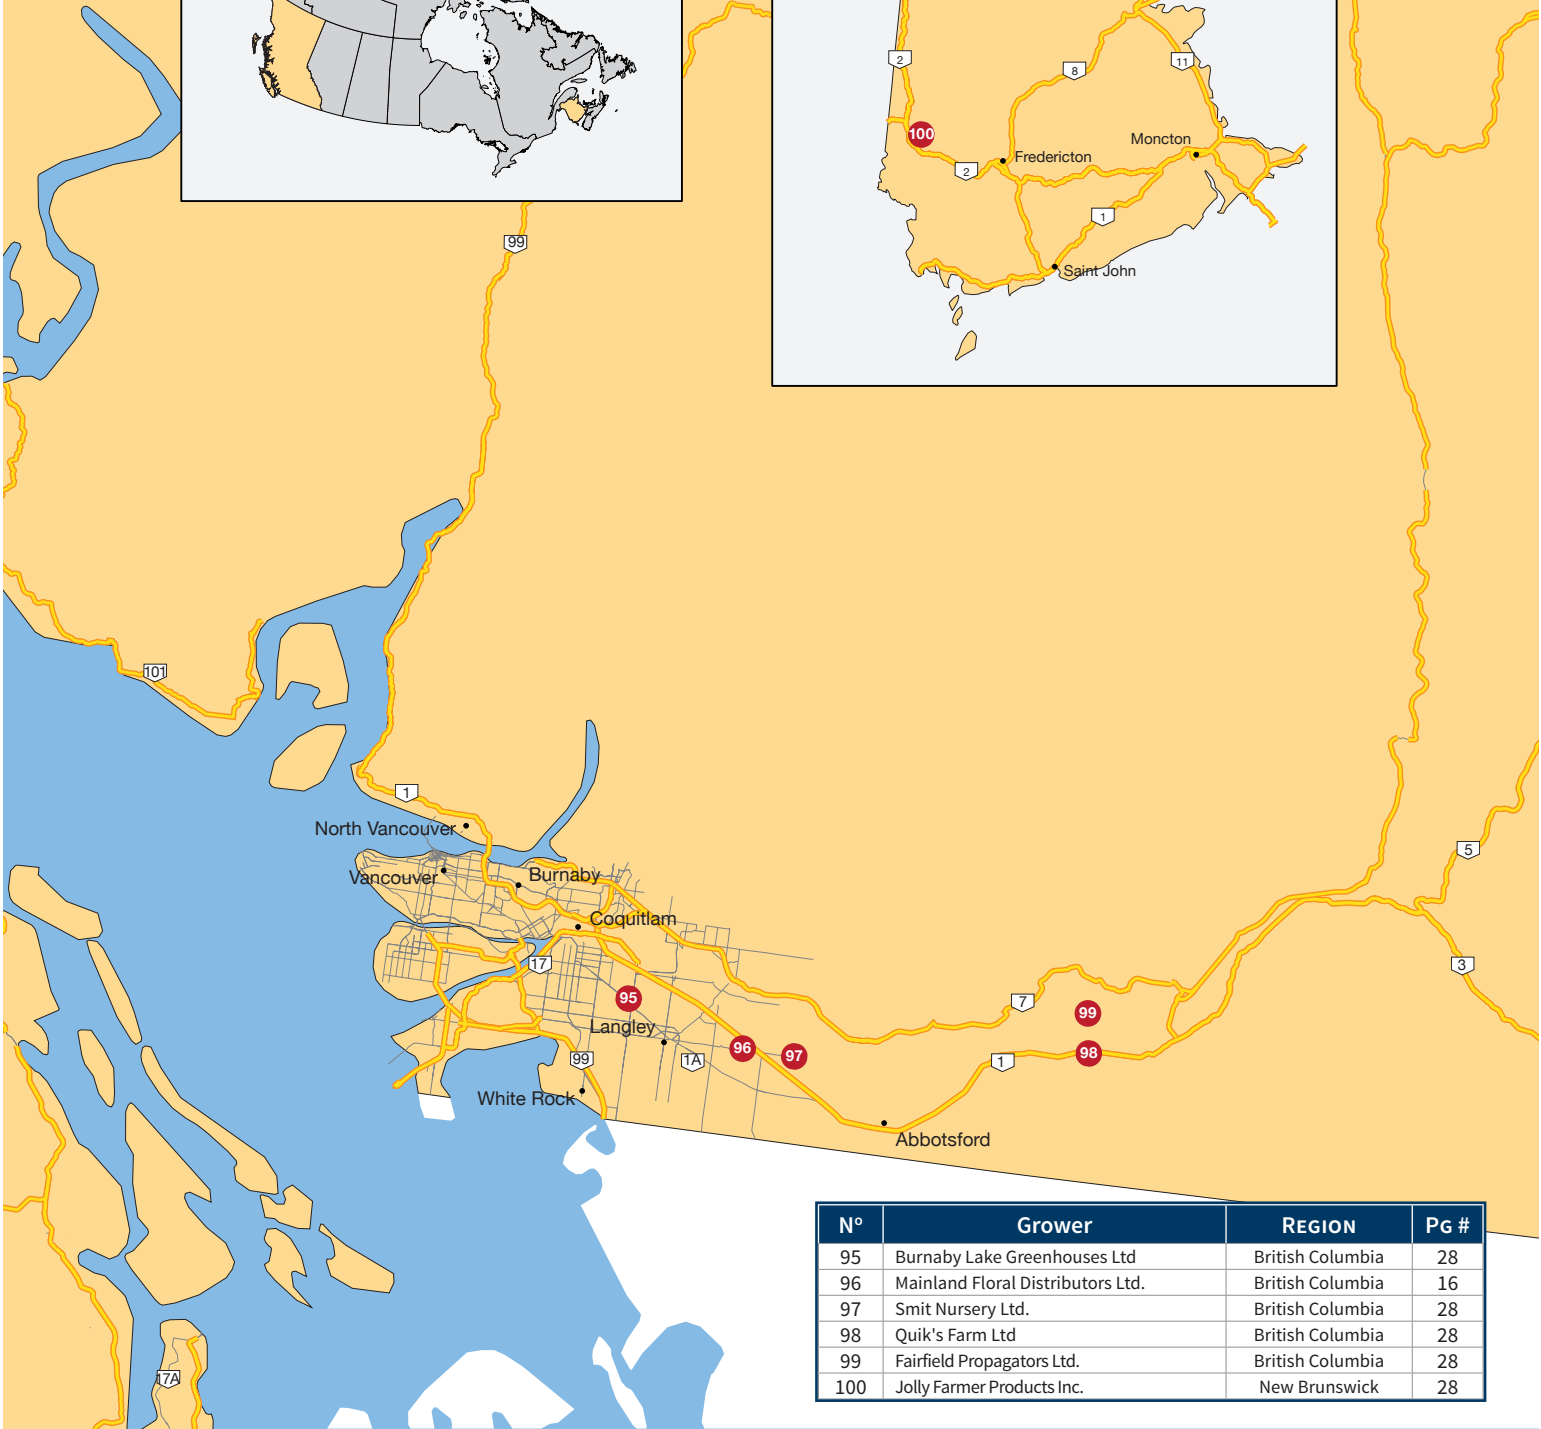 2
8
11
100
Moncton
Fredericton
2
1
99
Saint John
101
1
North Vancouver
Vancouver
Burnaby
5
Coquitlam
17
3
95
7
99
Langley
96
97
98
99
1A
1
White Rock
Abbotsford
Nº Grower REGION PG #
95 Burnaby Lake Greenhouses Ltd British Columbia 28
96 Mainland Floral Distributors Ltd. British Columbia 16
97 Smit Nursery Ltd. British Columbia 28
98 Quik's Farm Ltd British Columbia 28
99 Fairfield Propagators Ltd. British Columbia 28
100 Jolly Farmer Products Inc. New Brunswick 28
17A